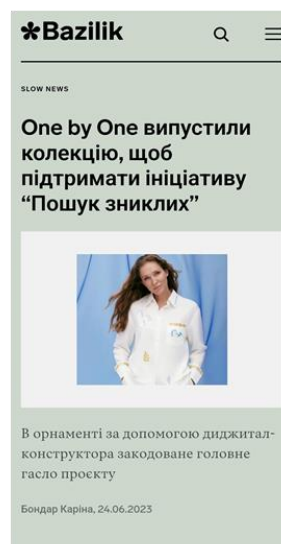 *Bazilik
SLOW NEWS
One by One випустили
колекцію, щоб
підтримати ініціативу
“Пошук зниклих”
В орнаменті за допомогою диджитал-
конструктора закодоване головне
гасло проєкту
Бондар Каріна, 24.06.2023